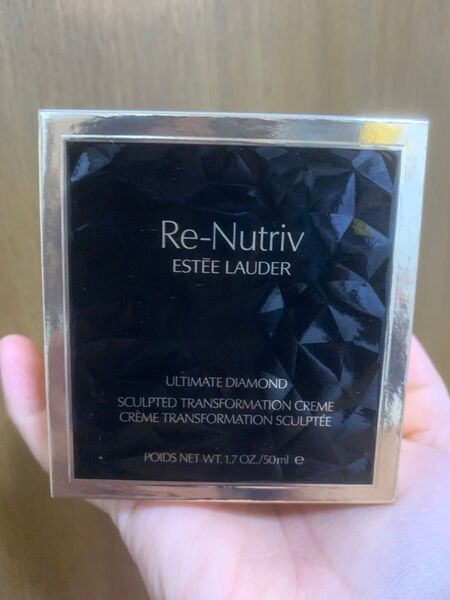 Re-Nutriv
ESTĒE LAUDER
ULTIMATE DIAMOND
SCULPTED TRANSFORMATION CREME
CRÈME TRANSFORMATION SCULPTÉE
POIDS NET WT. 1.7 OZ./50ml ℮